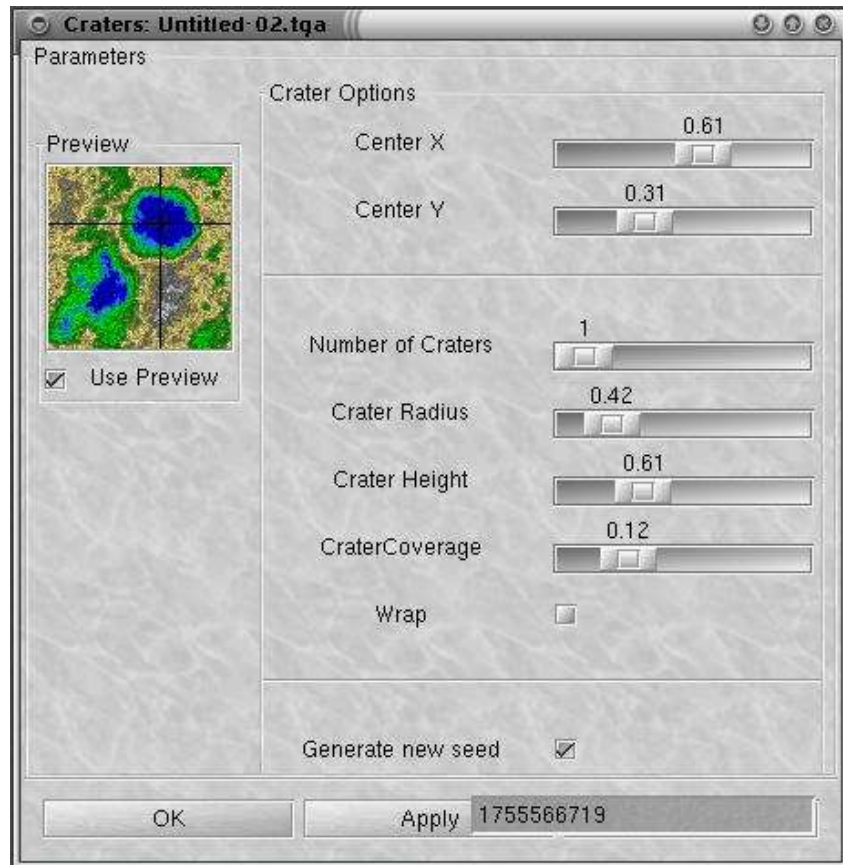 Craters: Untitled-02.tga
Parameters
Crater Options
Preview
Center X 0.61
Center Y 0.31
Number of Craters 1
Use Preview
Crater Radius 0.42
Crater Height 0.61
CraterCoverage 0.12
Wrap
Generate new seed
OK Apply 1755566719